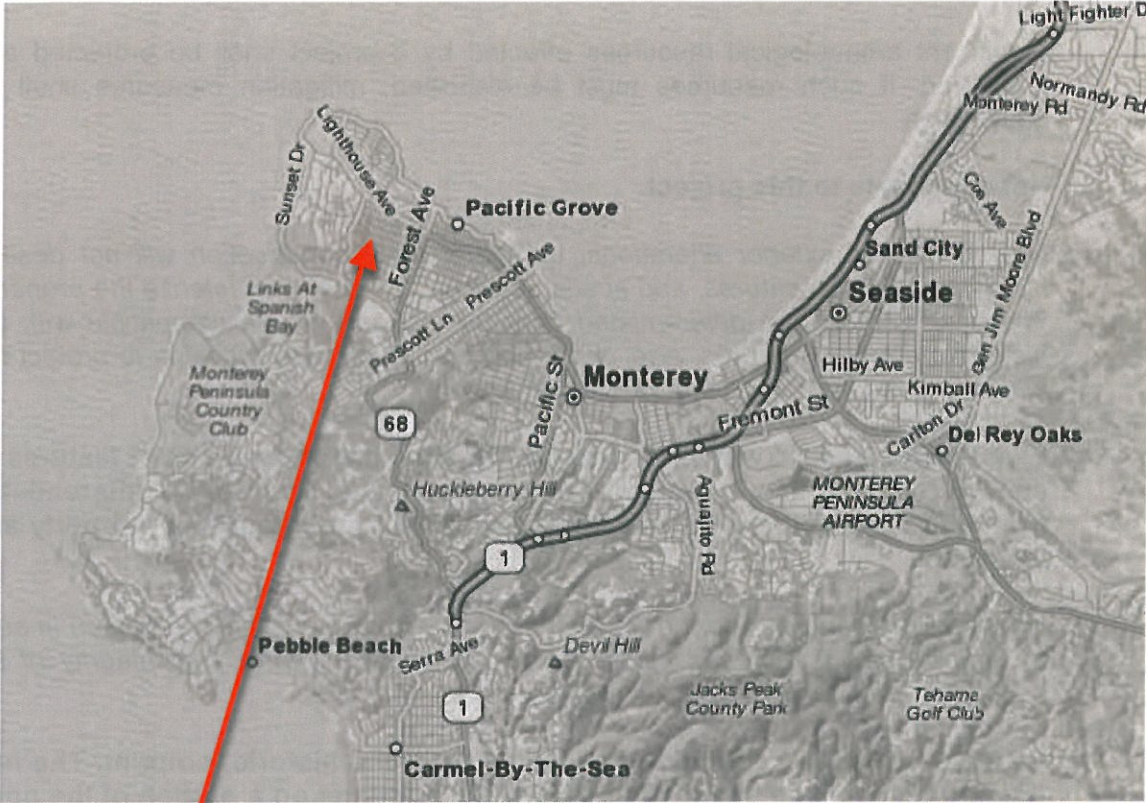 Light Fighter D
Normandy Rd
Monterey Rd
Lighthouse Ave
Sunset Dr
Coe Ave
Forest Ave
Pacific Grove
Gen Jim Moore Blvd
Sand City
Prescott Ave
Links At
Spanish
Bay
Seaside
Prescott Ln
Monterey
Peninsula
Country
Club
Hilby Ave
Pacific St
Monterey
Kimball Ave
68
Fremont St
Carlton Dr
Del Rey Oaks
Huckleberry Hill
MONTEREY
PENINSULA
AIRPORT
Aguajito Rd
1
Pebble Beach
Serra Ave
Devil Hill
1
Jacks Peak
County Park
Tehama
Golf Club
Carmel-By-The-Sea